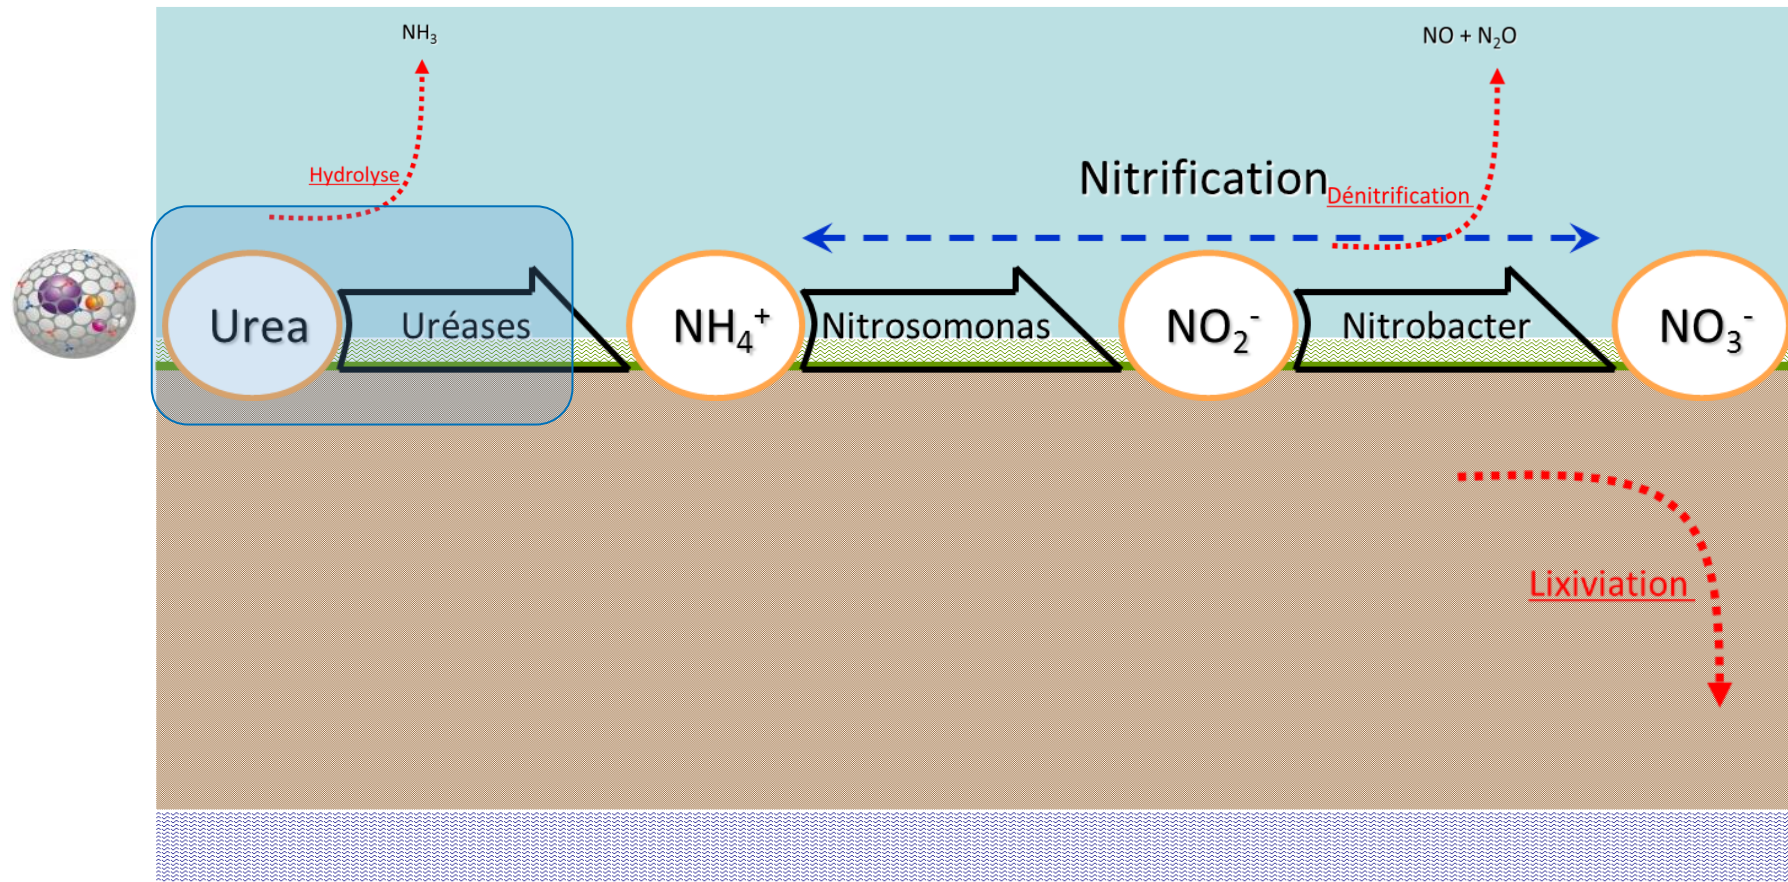 NH₃
NO + N₂O
Hydrolyse
Nitrification
Dénitrification
Urea
Uréases
NH₄⁺
Nitrosomonas
NO₂⁻
Nitrobacter
NO₃⁻
Lixiviation